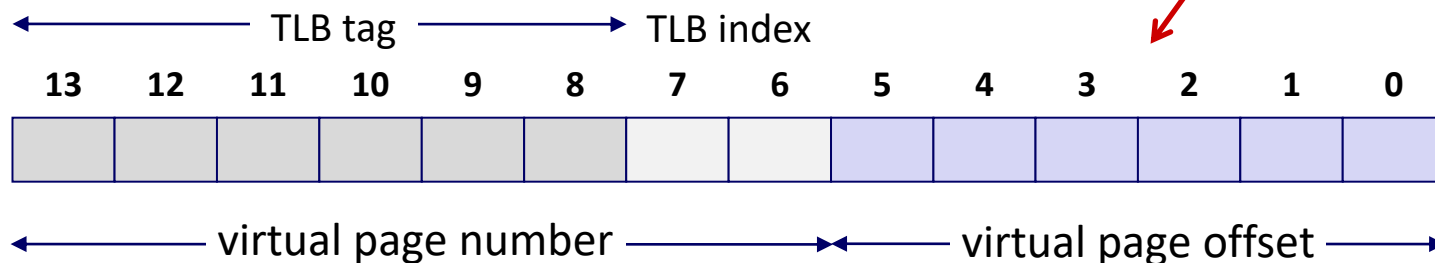 TLB tag TLB index
13 12 11 10 9 8 7 6 5 4 3 2 1 0
virtual page number virtual page offset